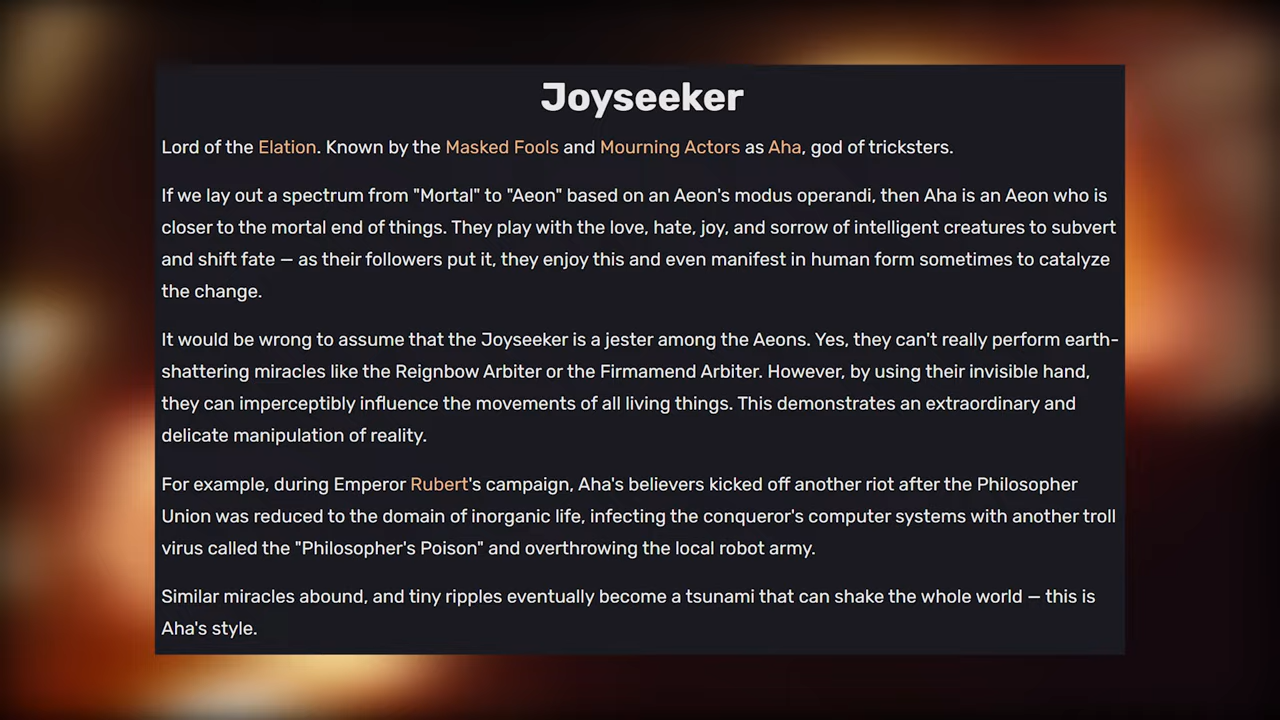 Joyseeker
Lord of the Elation. Known by the Masked Fools and Mourning Actors as Aha, god of tricksters.
If we lay out a spectrum from "Mortal" to "Aeon" based on an Aeon's modus operandi, then Aha is an Aeon who is
closer to the mortal end of things. They play with the love, hate, joy, and sorrow of intelligent creatures to subvert
and shift fate — as their followers put it, they enjoy this and even manifest in human form sometimes to catalyze
the change.
It would be wrong to assume that the Joyseeker is a jester among the Aeons. Yes, they can't really perform earth-
shattering miracles like the Reignbow Arbiter or the Firmamend Arbiter. However, by using their invisible hand,
they can imperceptibly influence the movements of all living things. This demonstrates an extraordinary and
delicate manipulation of reality.
For example, during Emperor Rubert's campaign, Aha's believers kicked off another riot after the Philosopher
Union was reduced to the domain of inorganic life, infecting the conqueror's computer systems with another troll
virus called the "Philosopher's Poison" and overthrowing the local robot army.
Similar miracles abound, and tiny ripples eventually become a tsunami that can shake the whole world — this is
Aha's style.